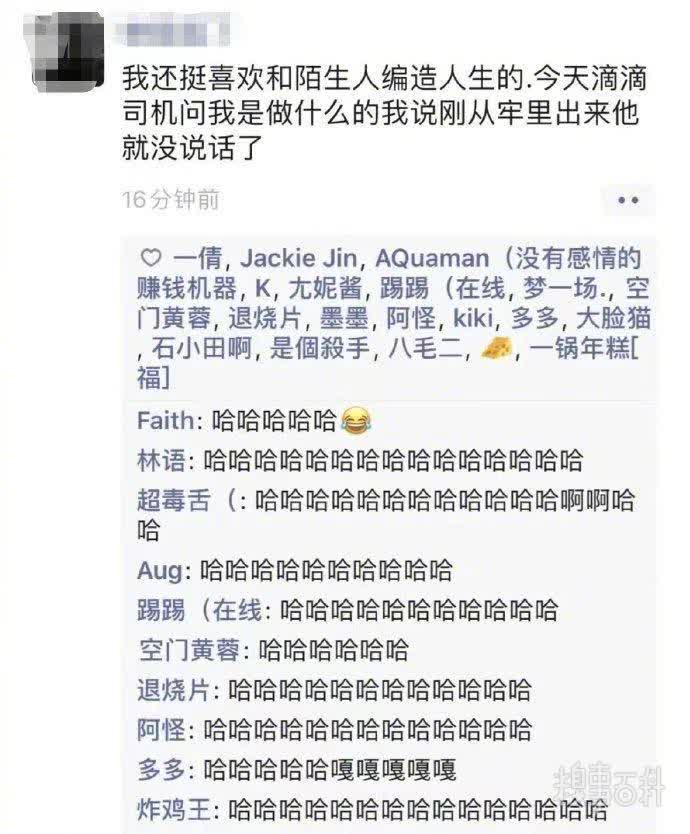 我还挺喜欢和陌生人编造人生的.今天滴滴
司机问我是做什么的我说刚从牢里出来他
就没说话了
16分钟前
一倩, Jackie Jin, AQuaman（没有感情的
赚钱机器, K, 尢妮酱, 踢踢（在线, 梦一场., 空
门黄蓉, 退烧片, 墨墨, 阿怪, kiki, 多多, 大脸猫
, 石小田啊, 是個殺手, 八毛二, 🧀, 一锅年糕[
福]
Faith: 哈哈哈哈哈😂
林语: 哈哈哈哈哈哈哈哈哈哈哈哈哈哈哈
超毒舌（: 哈哈哈哈哈哈哈哈哈哈哈哈啊啊哈
哈
Aug: 哈哈哈哈哈哈哈哈哈哈
踢踢（在线: 哈哈哈哈哈哈哈哈哈哈哈
空门黄蓉: 哈哈哈哈哈哈
退烧片: 哈哈哈哈哈哈哈哈哈哈哈哈
阿怪: 哈哈哈哈哈哈哈哈哈哈哈哈哈
多多: 哈哈哈哈哈嘎嘎嘎嘎嘎
炸鸡王: 哈哈哈哈哈哈哈哈哈哈哈哈哈哈哈
糗事百科